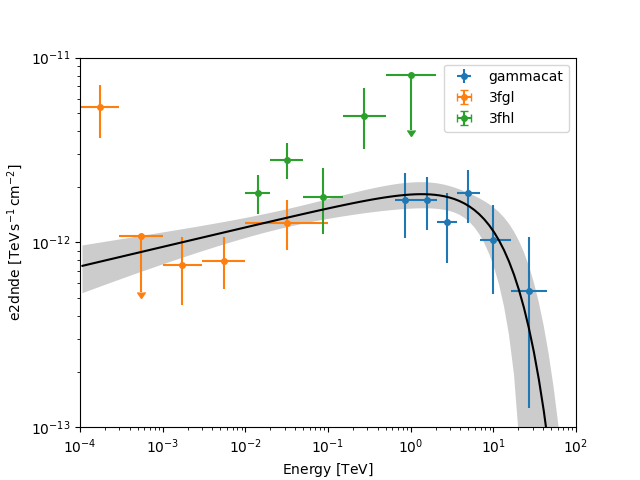 10⁻¹¹
10⁻¹²
10⁻¹³
e2dnde [TeV s⁻¹ cm⁻²]
gammacat
3fgl
3fhl
10⁻⁴ 10⁻³ 10⁻² 10⁻¹ 10⁰ 10¹ 10²
Energy [TeV]